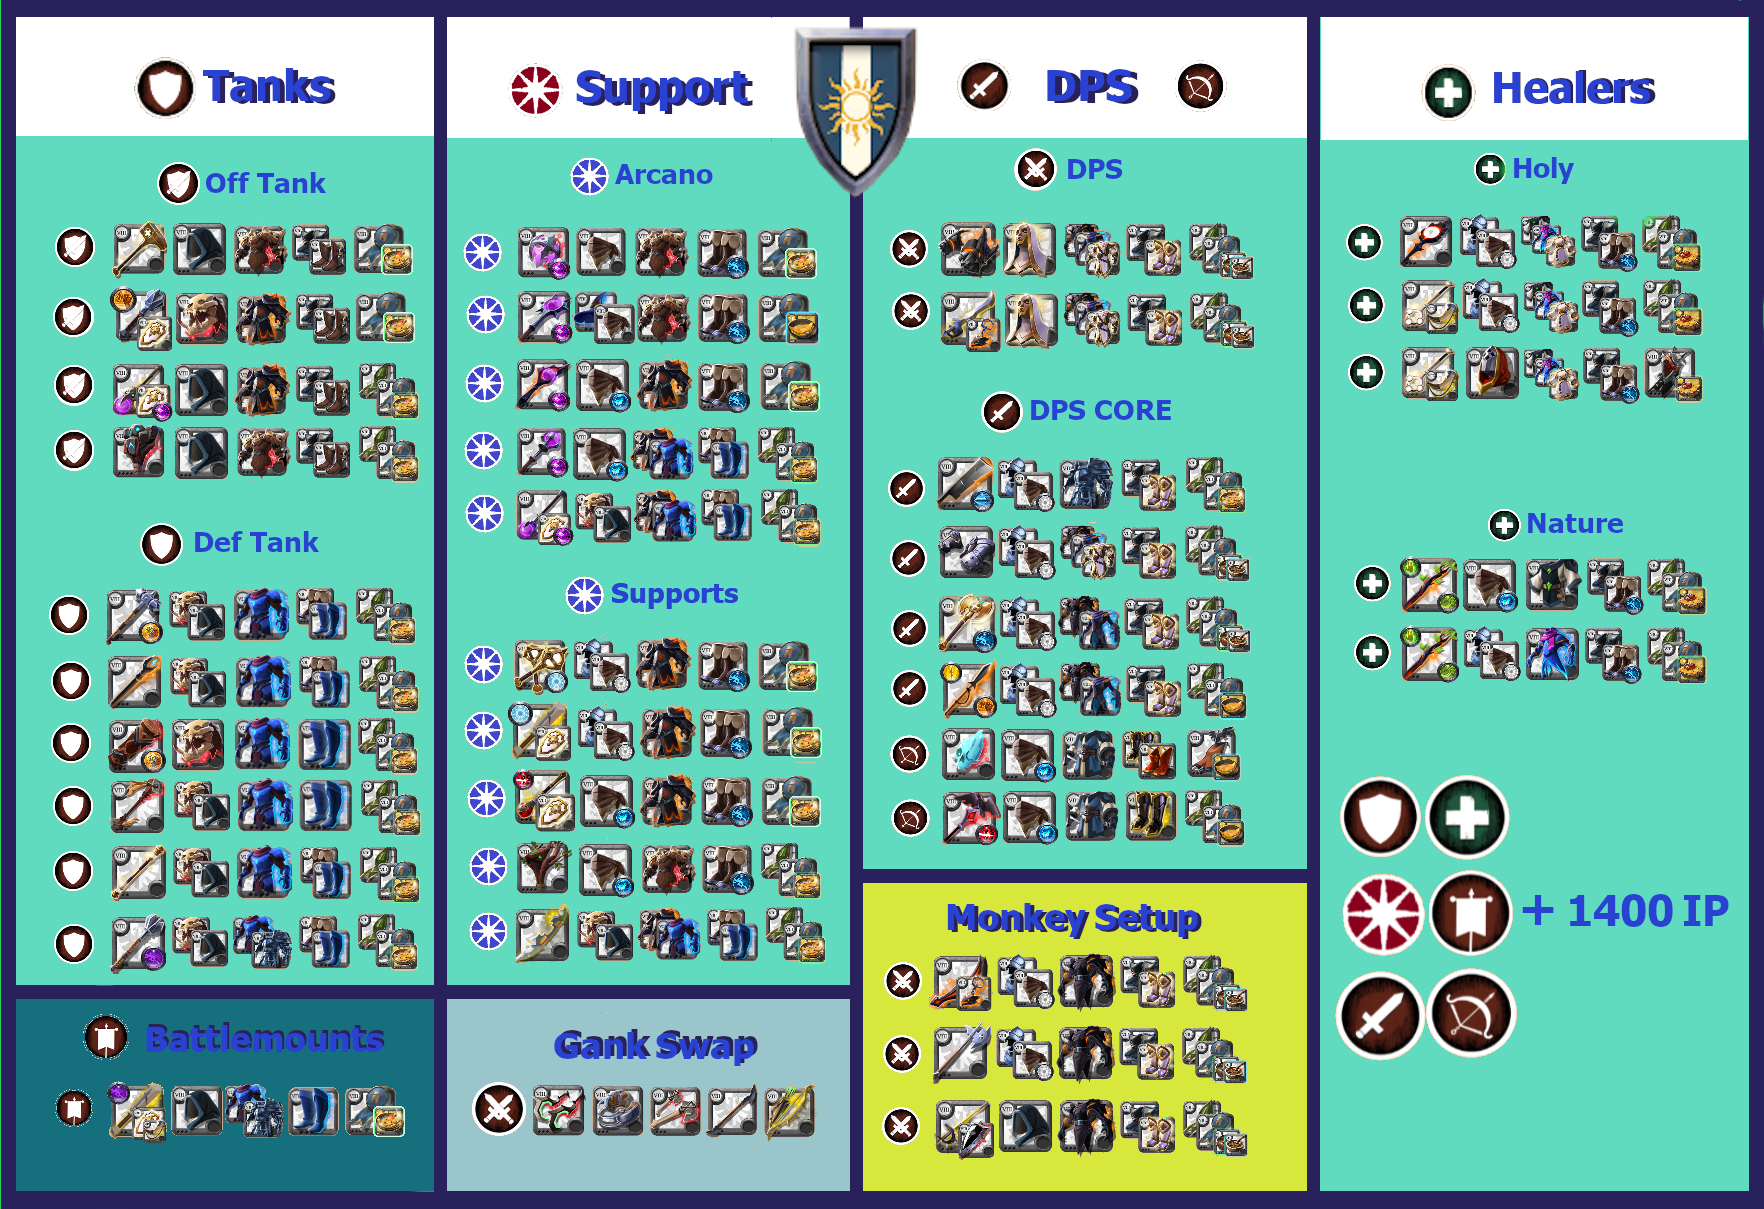 Tanks
Off Tank
Def Tank
Battlemounts
Support
Arcano
Supports
Gank Swap
DPS
DPS
DPS CORE
Monkey Setup
Healers
Holy
Nature
+ 1400 IP